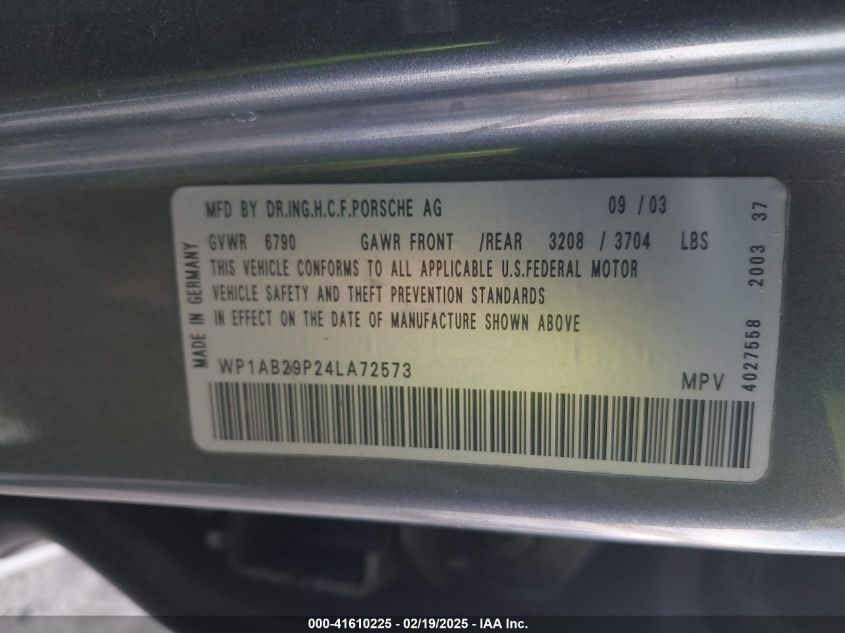 MFD BY DR.ING.H.C.F.PORSCHE AG 09 / 03
GVWR 6790 GAWR FRONT /REAR 3208 / 3704 LBS
THIS VEHICLE CONFORMS TO ALL APPLICABLE U.S.FEDERAL MOTOR
VEHICLE SAFETY AND THEFT PREVENTION STANDARDS
IN EFFECT ON THE DATE OF MANUFACTURE SHOWN ABOVE
WP1AB29P24LA72573
MPV
MADE IN GERMANY
4027558 2003 37
000-41610225 - 02/19/2025 - IAA Inc.